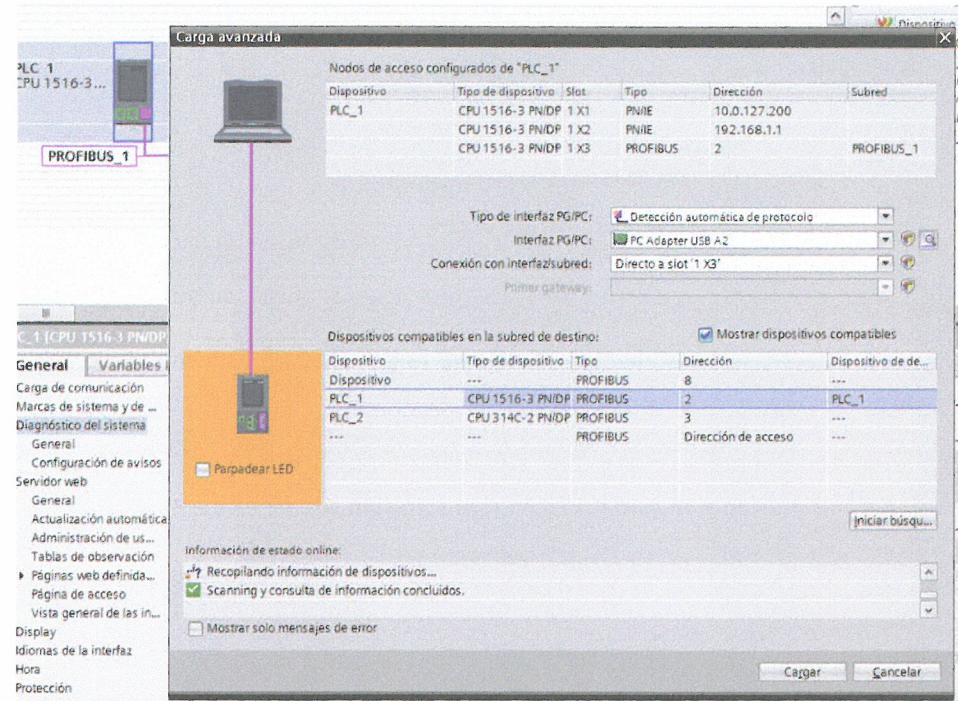 Dispositivo
Carga avanzada
PLC 1
CPU 1516-3...
PROFIBUS_1
Nodos de acceso configurados de "PLC_1"
Dispositivo Tipo de dispositivo Slot Tipo Dirección Subred
PLC_1 CPU 1516-3 PN/DP 1 X1 PN/IE 10.0.127.200
CPU 1516-3 PN/DP 1 X2 PN/IE 192.168.1.1
CPU 1516-3 PN/DP 1 X3 PROFIBUS 2 PROFIBUS_1
Tipo de interfaz PG/PC: Detección automática de protocolo
Interfaz PG/PC: PC Adapter USB A2
Conexión con interfaz/subred: Directo a slot '1 X3'
Primer gateway:
Dispositivos compatibles en la subred de destino: Mostrar dispositivos compatibles
Dispositivo Tipo de dispositivo Tipo Dirección Dispositivo de de...
Dispositivo --- PROFIBUS 8 ---
PLC_1 CPU 1516-3 PN/DP PROFIBUS 2 PLC_1
PLC_2 CPU 314C-2 PN/DP PROFIBUS 3 ---
--- --- PROFIBUS Dirección de acceso ---
Parpadear LED
Iniciar búsqu...
Información de estado online:
Recopilando información de dispositivos...
Scanning y consulta de información concluidos.
Mostrar solo mensajes de error
Cargar Cancelar
C_1 [CPU 1516-3 PN/DP
General Variables
Carga de comunicación
Marcas de sistema y de ...
Diagnóstico del sistema
General
Configuración de avisos
Servidor web
General
Actualización automática
Administración de us...
Tablas de observación
Páginas web definida...
Página de acceso
Vista general de las in...
Display
Idiomas de la interfaz
Hora
Protección